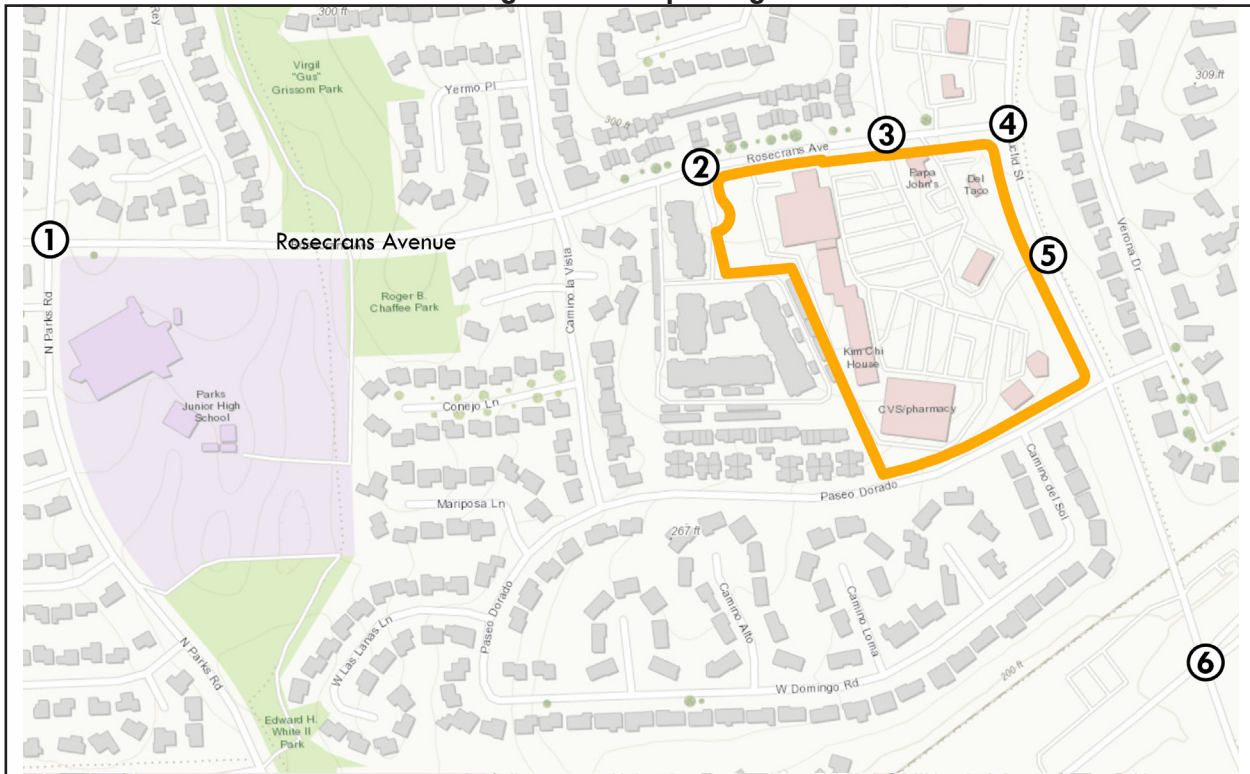 300 ft
Rey
Virgil
"Gus"
Grissom Park
Yermo Pl
309 ft
300 ft
3
4
2
Rosecrans Ave
clid St
Papa
John's
Del
Taco
1
Rosecrans Avenue
Verona Dr
5
N Parks Rd
Roger B.
Chaffee Park
Camino la Vista
Kim Chi
House
Parks
Junior High
School
Conejo Ln
CVS/pharmacy
Camino del Sol
Paseo Dorado
Mariposa Ln
267 ft
Paseo Dorado
Camino Alto
Camino Loma
W Las Lanas Ln
N Parks Rd
200 ft
6
W Domingo Rd
Edward H.
White II
Park